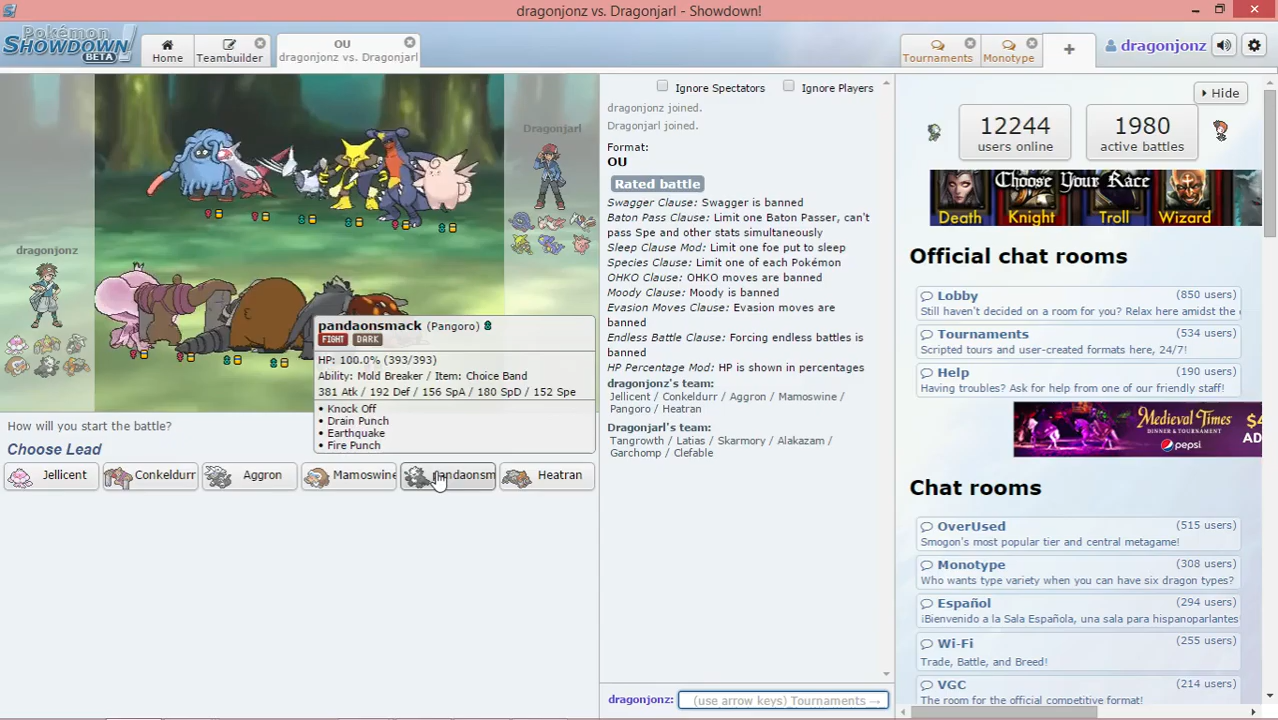 dragonjonz vs. Dragonjarl - Showdown!
Pokémon
SHOWDOWN!
BETA
Home
Teambuilder
OU
dragonjonz vs. Dragonjarl
Tournaments
Monotype
+
dragonjonz
Dragonjarl
dragonjonz
pandaonsmack (Pangoro)
FIGHT DARK
HP: 100.0% (393/393)
Ability: Mold Breaker / Item: Choice Band
381 Atk / 192 Def / 156 SpA / 180 SpD / 152 Spe
• Knock Off
• Drain Punch
• Earthquake
• Fire Punch
How will you start the battle?
Choose Lead
Jellicent
Conkeldurr
Aggron
Mamoswine
pandaonsm
Heatran
Ignore Spectators
Ignore Players
dragonjonz joined.
Dragonjarl joined.
Format:
OU
Rated battle
Swagger Clause: Swagger is banned
Baton Pass Clause: Limit one Baton Passer, can't
pass Spe and other stats simultaneously
Sleep Clause Mod: Limit one foe put to sleep
Species Clause: Limit one of each Pokémon
OHKO Clause: OHKO moves are banned
Moody Clause: Moody is banned
Evasion Moves Clause: Evasion moves are
banned
Endless Battle Clause: Forcing endless battles is
banned
HP Percentage Mod: HP is shown in percentages
dragonjonz's team:
Jellicent / Conkeldurr / Aggron / Mamoswine /
Pangoro / Heatran
Dragonjarl's team:
Tangrowth / Latias / Skarmory / Alakazam /
Garchomp / Clefable
dragonjonz:
(use arrow keys) Tournaments →
Hide
12244
users online
1980
active battles
Choose Your Race
Death
Knight
Troll
Wizard
Official chat rooms
Lobby
(850 users)
Still haven't decided on a room for you? Relax here amidst the
Tournaments
(534 users)
Scripted tours and user-created formats here, 24/7!
Help
(190 users)
Having troubles? Ask for help from one of our friendly staff!
Medieval Times
DINNER & TOURNAMENT
pepsi
$4
AD
Chat rooms
OverUsed
(515 users)
Smogon's most popular tier and central metagame!
Monotype
(308 users)
Who wants type variety when you can have six dragon types?
Español
(294 users)
¡Bienvenido a la Sala Española, una sala para hispanoparlantes
Wi-Fi
(255 users)
Trade, Battle, and Breed!
VGC
(214 users)
The room for the official competitive format!